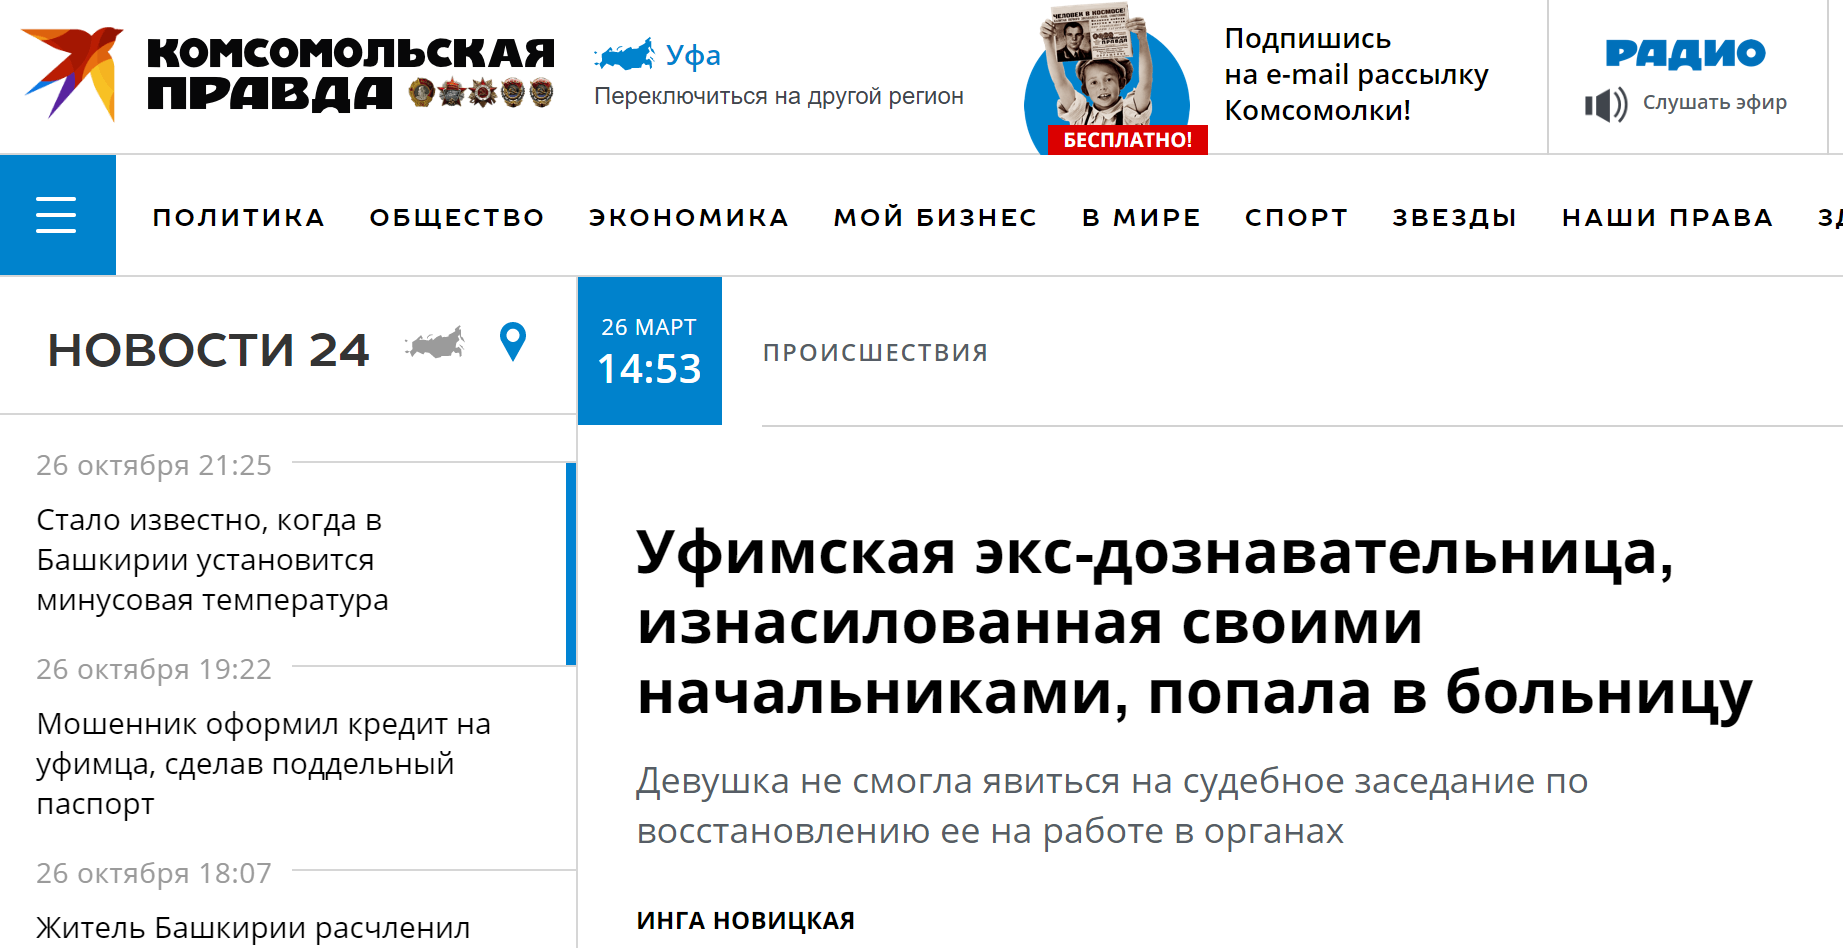 КОМСОМОЛЬСКАЯ
ПРАВДА
Уфа
Переключиться на другой регион
ЧЕЛОВЕК В КОСМОСЕ!
БЕСПЛАТНО!
Подпишись
на e-mail рассылку
Комсомолки!
РАДИО
Слушать эфир
ПОЛИТИКА ОБЩЕСТВО ЭКОНОМИКА МОЙ БИЗНЕС В МИРЕ СПОРТ ЗВЕЗДЫ НАШИ ПРАВА
НОВОСТИ 24
26 октября 21:25
Стало известно, когда в
Башкирии установится
минусовая температура
26 октября 19:22
Мошенник оформил кредит на
уфимца, сделав поддельный
паспорт
26 октября 18:07
Житель Башкирии расчленил
26 МАРТ
14:53
ПРОИСШЕСТВИЯ
Уфимская экс-дознавательница,
изнасилованная своими
начальниками, попала в больницу
Девушка не смогла явиться на судебное заседание по
восстановлению ее на работе в органах
ИНГА НОВИЦКАЯ